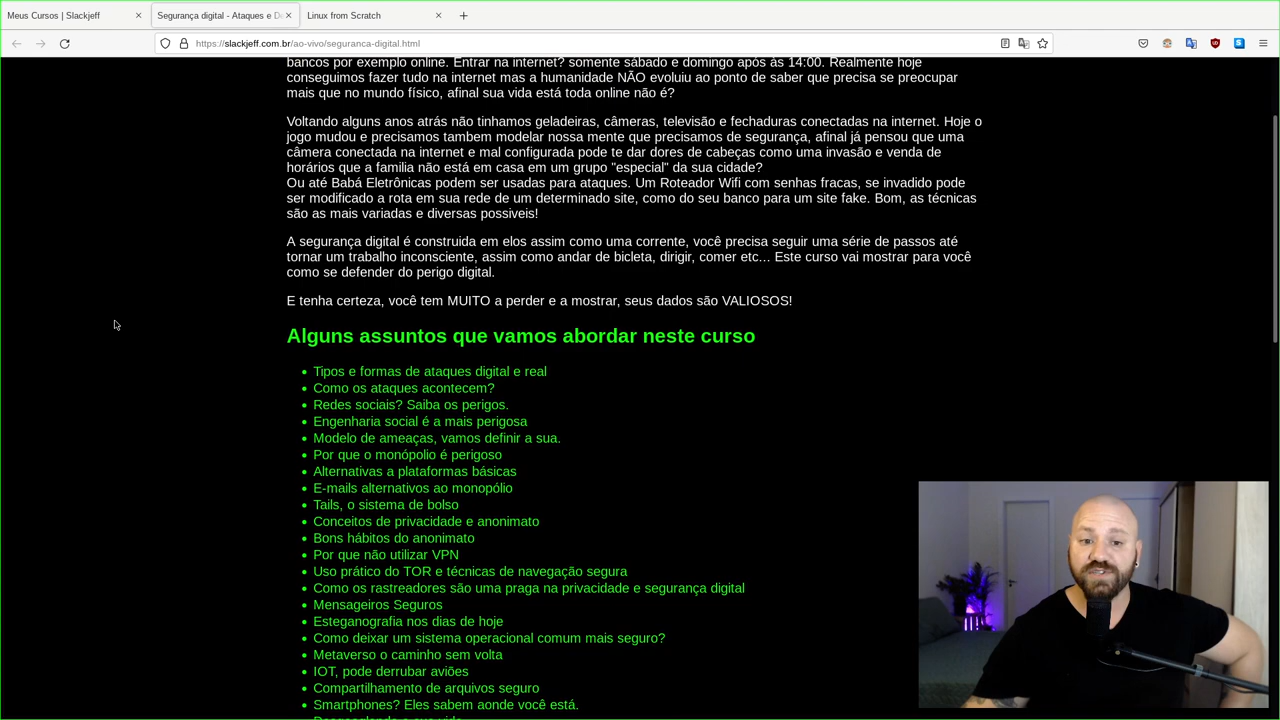 Meus Cursos | Slackjeff
Segurança digital - Ataques e De
Linux from Scratch
https://slackjeff.com.br/ao-vivo/seguranca-digital.html
bancos por exemplo online. Entrar na internet? somente sábado e domingo após às 14:00. Realmente hoje
conseguimos fazer tudo na internet mas a humanidade NÃO evoluiu ao ponto de saber que precisa se preocupar
mais que no mundo físico, afinal sua vida está toda online não é?
Voltando alguns anos atrás não tinhamos geladeiras, câmeras, televisão e fechaduras conectadas na internet. Hoje o
jogo mudou e precisamos tambem modelar nossa mente que precisamos de segurança, afinal já pensou que uma
câmera conectada na internet e mal configurada pode te dar dores de cabeças como uma invasão e venda de
horários que a familia não está em casa em um grupo "especial" da sua cidade?
Ou até Babá Eletrônicas podem ser usadas para ataques. Um Roteador Wifi com senhas fracas, se invadido pode
ser modificado a rota em sua rede de um determinado site, como do seu banco para um site fake. Bom, as técnicas
são as mais variadas e diversas possiveis!
A segurança digital é construida em elos assim como uma corrente, você precisa seguir uma série de passos até
tornar um trabalho inconsciente, assim como andar de bicleta, dirigir, comer etc... Este curso vai mostrar para você
como se defender do perigo digital.
E tenha certeza, você tem MUITO a perder e a mostrar, seus dados são VALIOSOS!
Alguns assuntos que vamos abordar neste curso
• Tipos e formas de ataques digital e real
• Como os ataques acontecem?
• Redes sociais? Saiba os perigos.
• Engenharia social é a mais perigosa
• Modelo de ameaças, vamos definir a sua.
• Por que o monópolio é perigoso
• Alternativas a plataformas básicas
• E-mails alternativos ao monopólio
• Tails, o sistema de bolso
• Conceitos de privacidade e anonimato
• Bons hábitos do anonimato
• Por que não utilizar VPN
• Uso prático do TOR e técnicas de navegação segura
• Como os rastreadores são uma praga na privacidade e segurança digital
• Mensageiros Seguros
• Esteganografia nos dias de hoje
• Como deixar um sistema operacional comum mais seguro?
• Metaverso o caminho sem volta
• IOT, pode derrubar aviões
• Compartilhamento de arquivos seguro
• Smartphones? Eles sabem aonde você está.